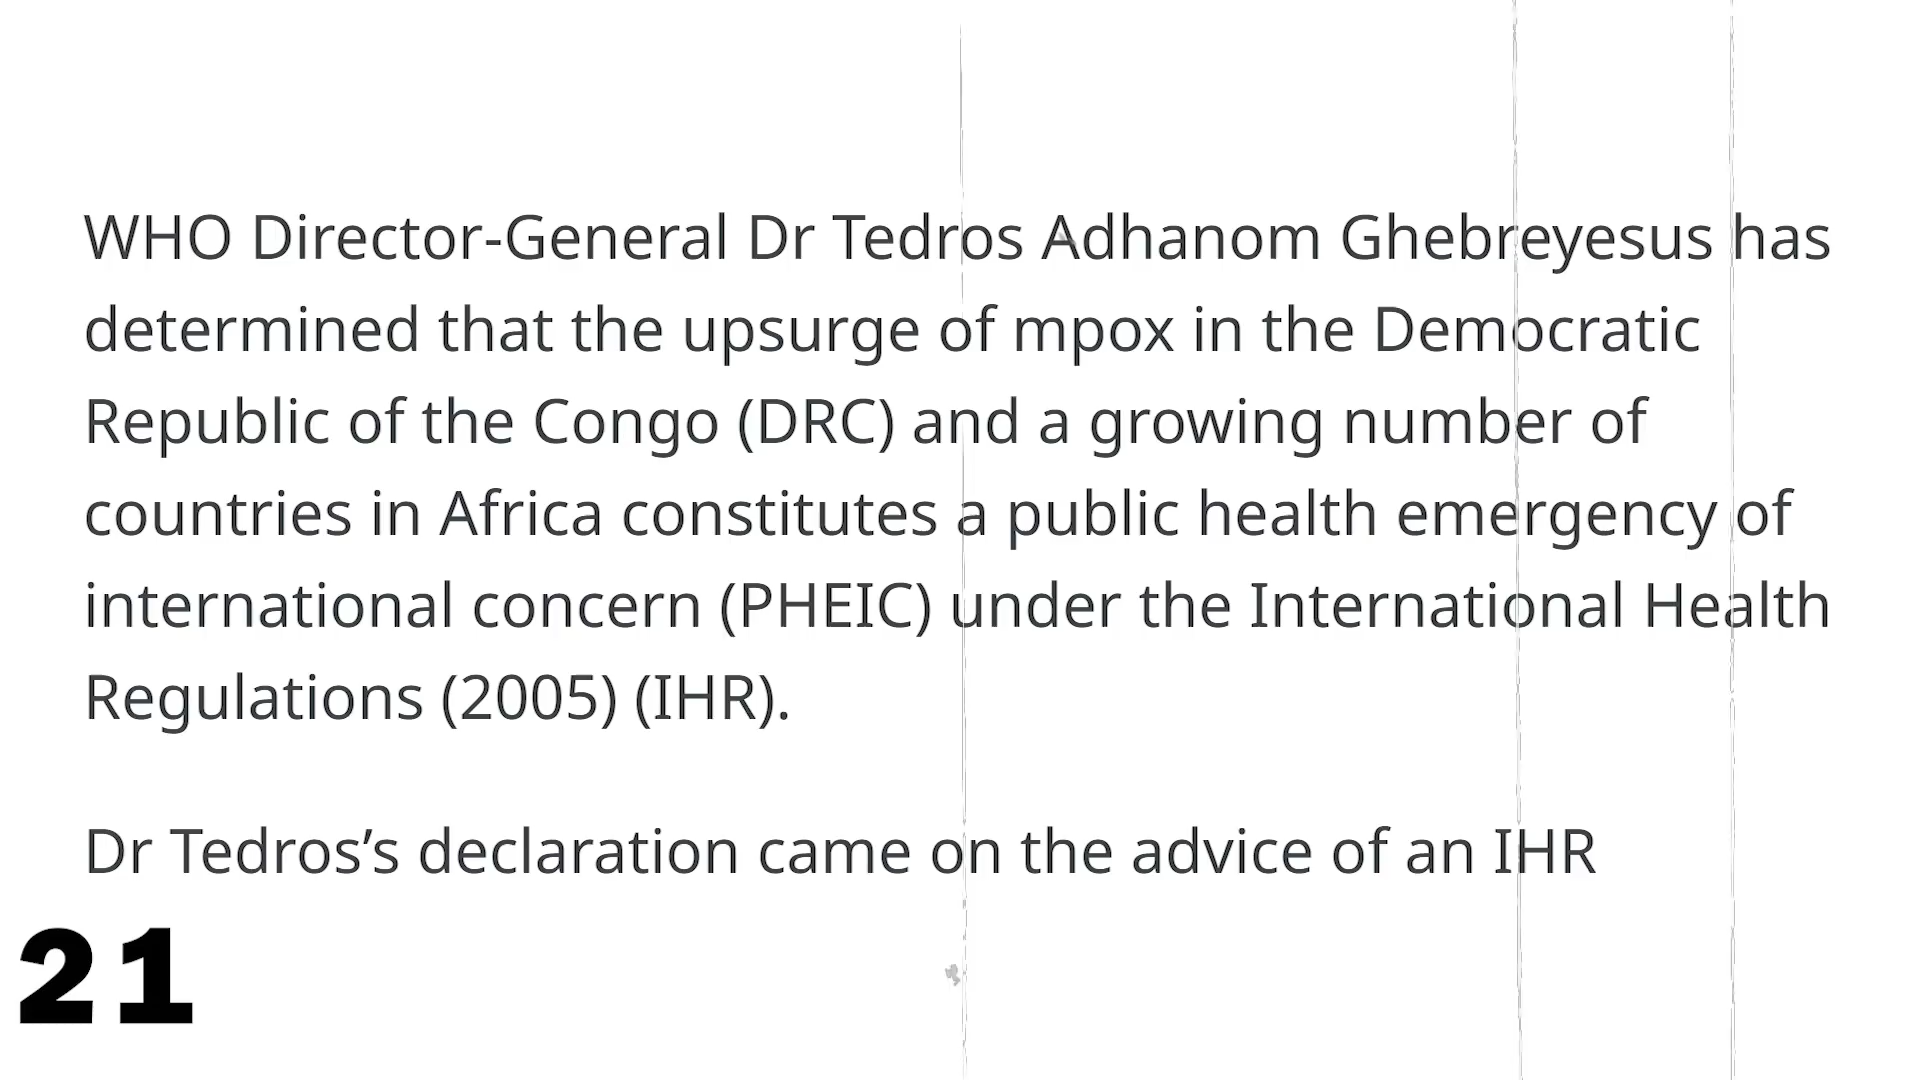 WHO Director-General Dr Tedros Adhanom Ghebreyesus has
determined that the upsurge of mpox in the Democratic
Republic of the Congo (DRC) and a growing number of
countries in Africa constitutes a public health emergency of
international concern (PHEIC) under the International Health
Regulations (2005) (IHR).
Dr Tedros’s declaration came on the advice of an IHR
21